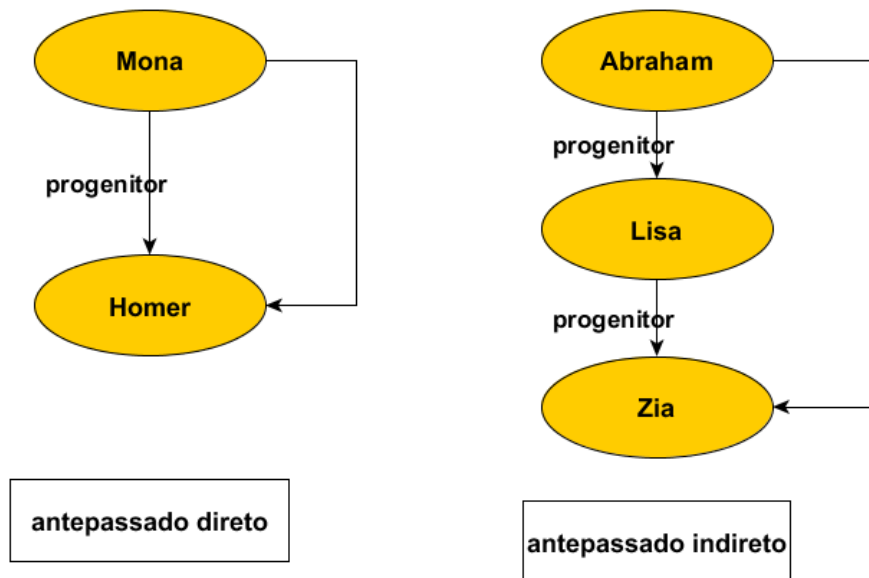 Mona
progenitor
Homer
antepassado direto
Abraham
progenitor
Lisa
progenitor
Zia
antepassado indireto